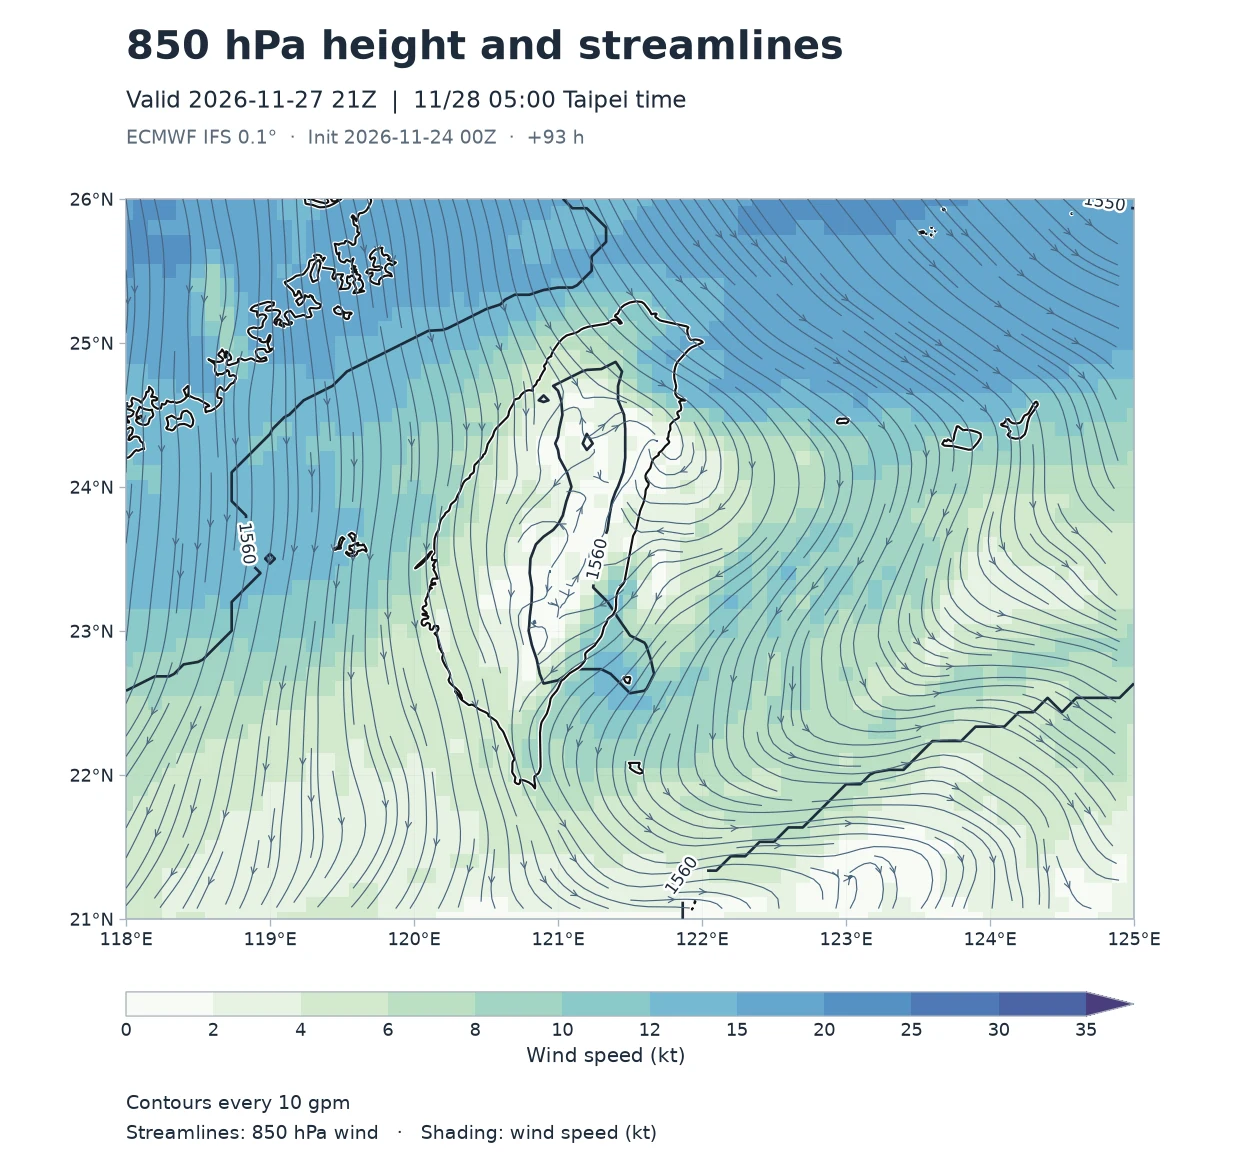 850 hPa height and streamlines
Valid 2026-11-27 21Z | 11/28 05:00 Taipei time
ECMWF IFS 0.1° · Init 2026-11-24 00Z · +93 h
26°N
1550
25°N
24°N
1560
1560
23°N
22°N
1560
21°N
118°E 119°E 120°E 121°E 122°E 123°E 124°E 125°E
0 2 4 6 8 10 12 15 20 25 30 35
Wind speed (kt)
Contours every 10 gpm
Streamlines: 850 hPa wind · Shading: wind speed (kt)